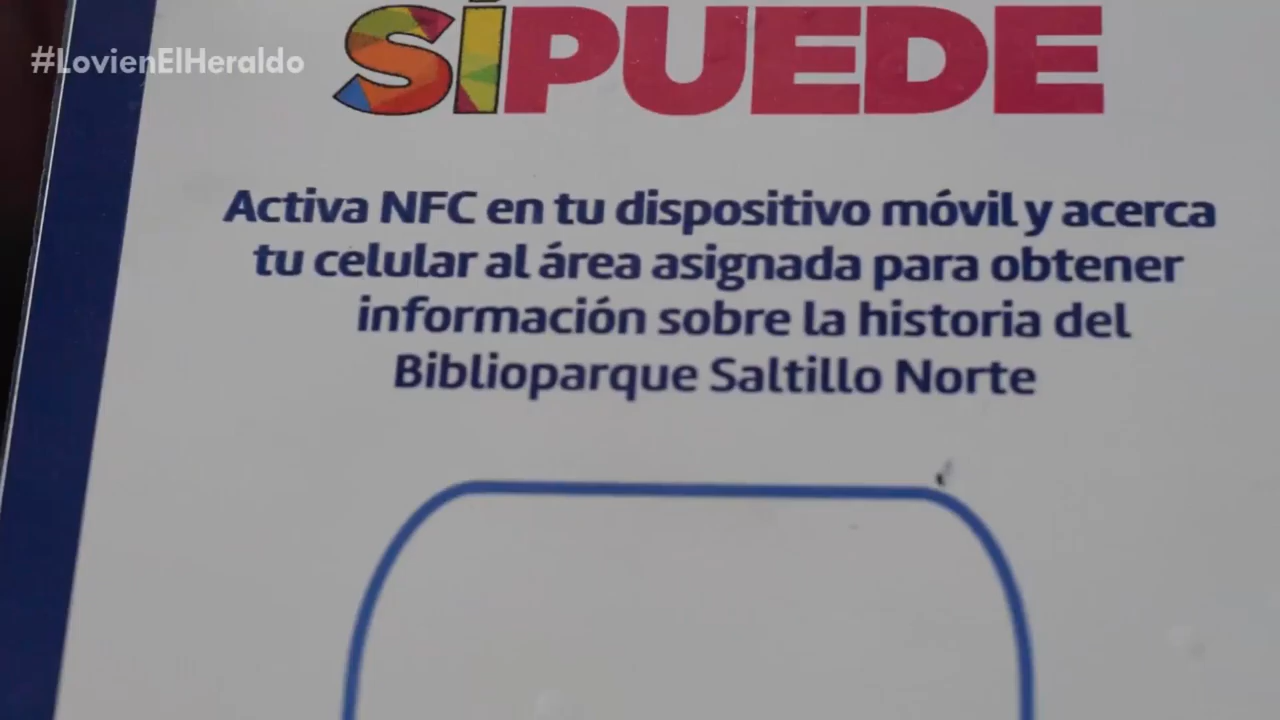 #LovienElHeraldo
SÍPUEDE
Activa NFC en tu dispositivo móvil y acerca
tu celular al área asignada para obtener
información sobre la historia del
Biblioparque Saltillo Norte